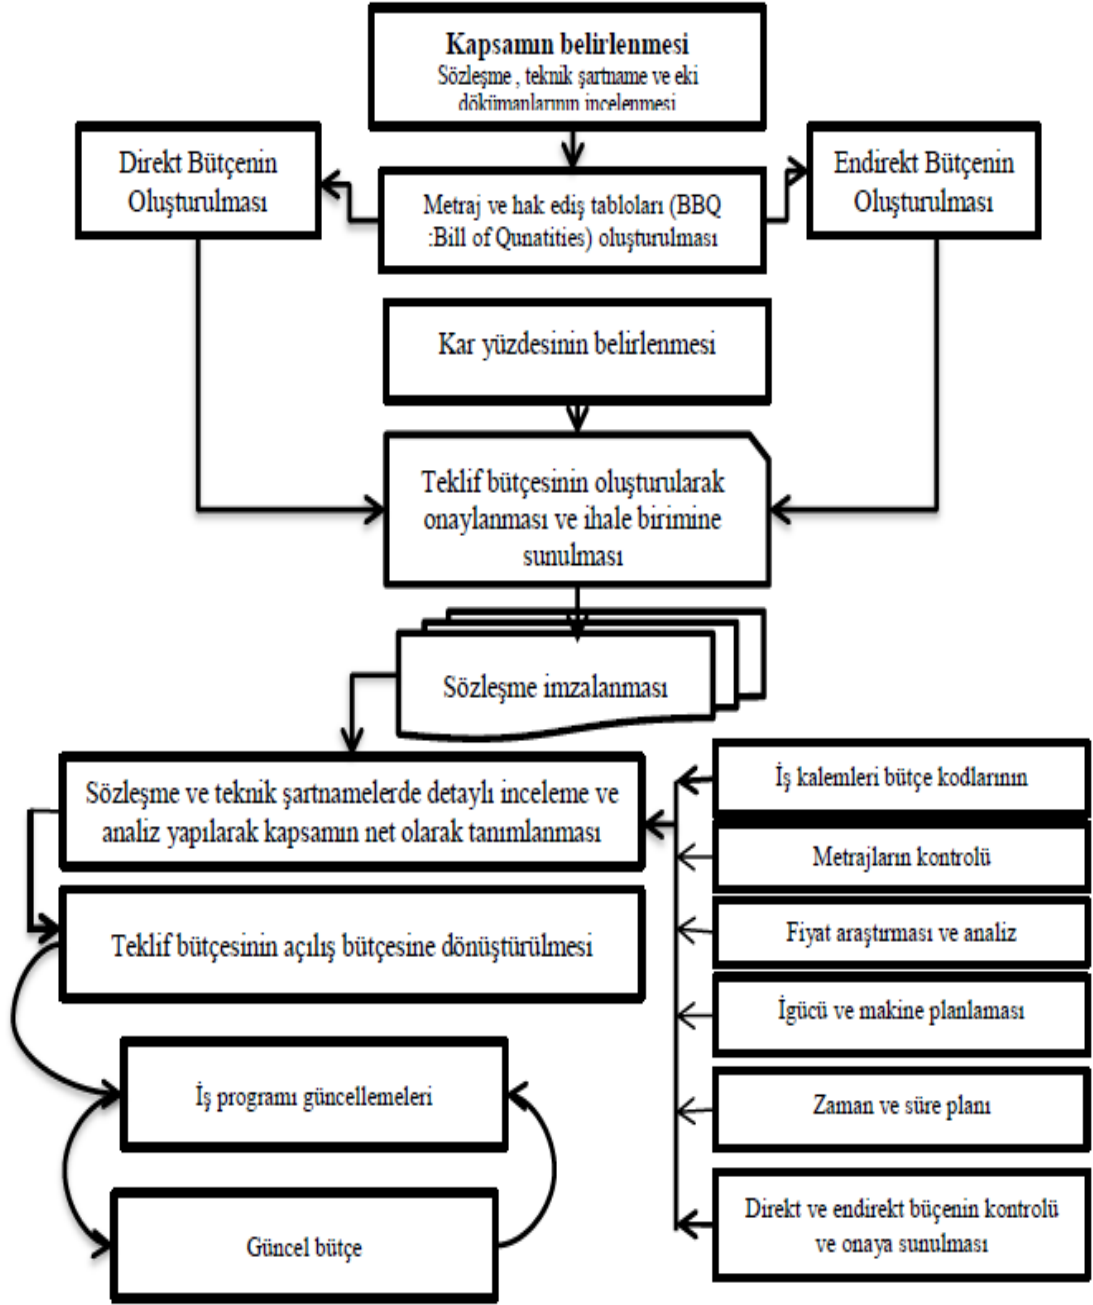 Kapsamın belirlenmesi
Sözleşme , teknik şartname ve eki
dökümanlarının incelenmesi
Direkt Bütçenin
Oluşturulması
Metraj ve hak ediş tabloları (BBQ
:Bill of Qunatities) oluşturulması
Endirekt Bütçenin
Oluşturulması
Kar yüzdesinin belirlenmesi
Teklif bütçesinin oluşturularak
onaylanması ve ihale birimine
sunulması
Sözleşme imzalanması
Sözleşme ve teknik şartnamelerde detaylı inceleme ve
analiz yapılarak kapsamın net olarak tanımlanması
Teklif bütçesinin açılış bütçesine dönüştürülmesi
İş programı güncellemeleri
Güncel bütçe
İş kalemleri bütçe kodlarının
Metrajların kontrolü
Fiyat araştırması ve analiz
İgücü ve makine planlaması
Zaman ve süre planı
Direkt ve endirekt büçenin kontrolü
ve onaya sunulması